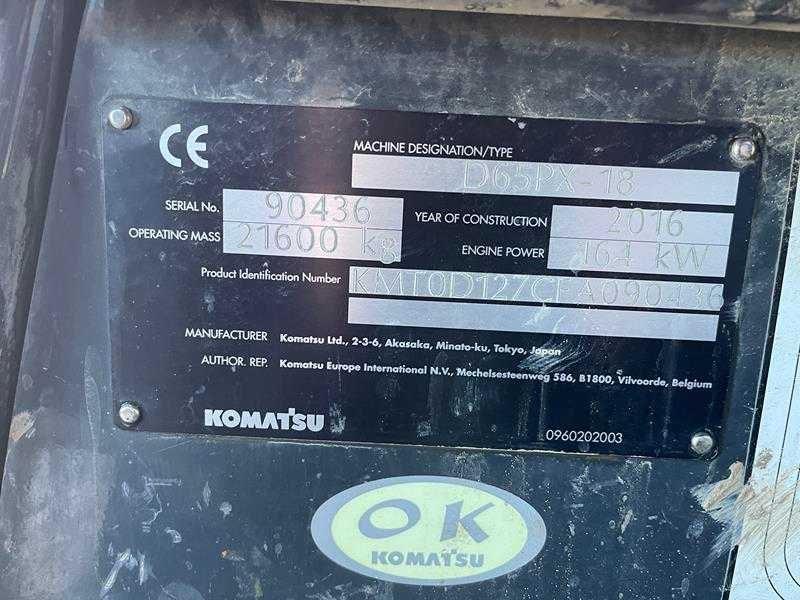 CE
MACHINE DESIGNATION/TYPE
D65PX-18
SERIAL No. 90436 YEAR OF CONSTRUCTION 2016
OPERATING MASS 21600 kg ENGINE POWER 164 kW
Product Identification Number
MANUFACTURER Komatsu Ltd., 2-3-6, Akasaka, Minato-ku, Tokyo, Japan
AUTHOR. REP. Komatsu Europe International N.V., Mechelsesteenweg 586, B1800, Vilvoorde, Belgium
KOMATSU 0960202003
OK
KOMATSU